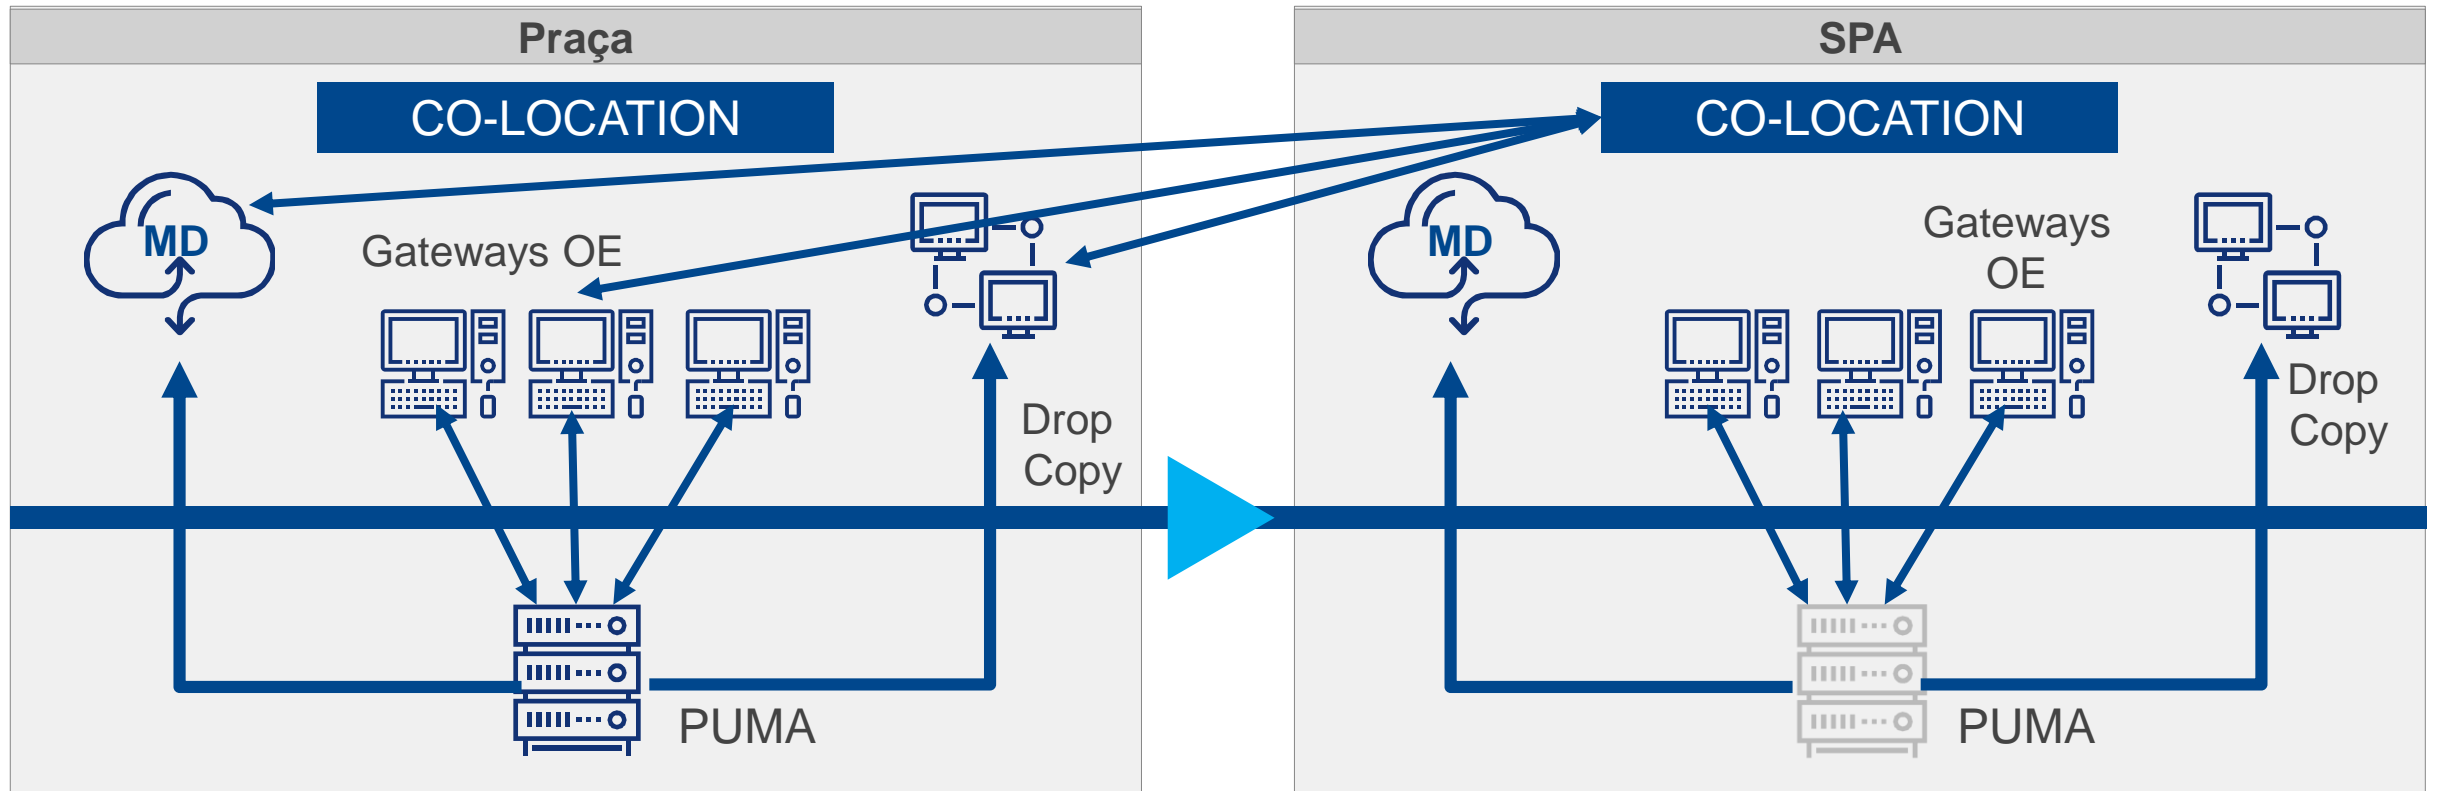 Praça
CO-LOCATION
MD
Gateways OE
Drop
Copy
PUMA
SPA
CO-LOCATION
MD
Gateways
OE
Drop
Copy
PUMA